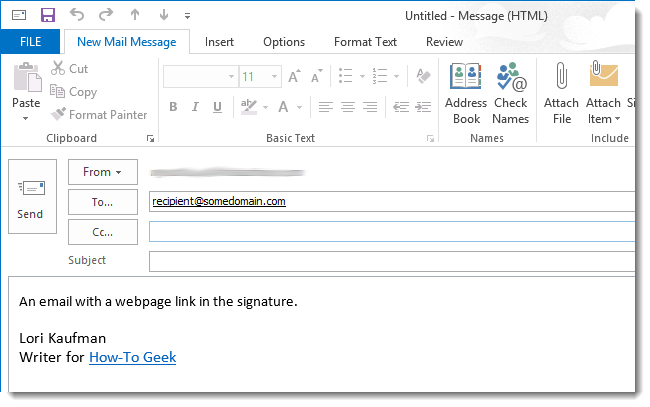 Untitled - Message (HTML)
FILE New Mail Message Insert Options Format Text Review
Paste
Cut
Copy
Format Painter
Clipboard
11 A A
B I U ab A
Basic Text
Address Book
Check Names
Names
Attach File
Attach Item
Include
Send
From
To... recipient@somedomain.com
Cc...
Subject
An email with a webpage link in the signature.
Lori Kaufman
Writer for How-To Geek